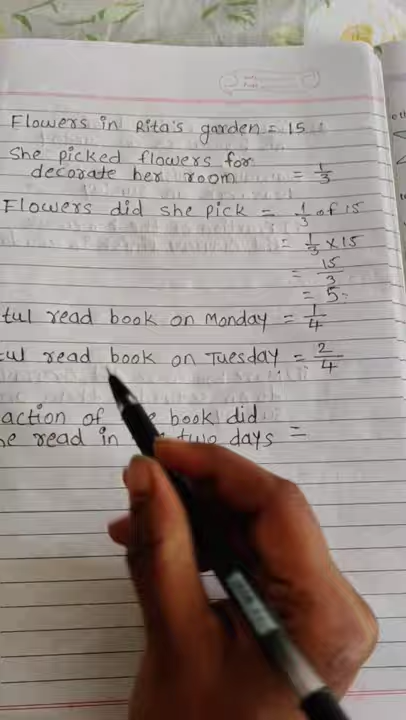 Flowers in Rita's garden = 15
She picked flowers for
decorate her room = 1/3
Flowers did she pick = 1/3 of 15
= 1/3 × 15
= 15/3
= 5.
tul read book on Monday = 1/4
tul read book on Tuesday = 2/4
action of book did
he read in two days =